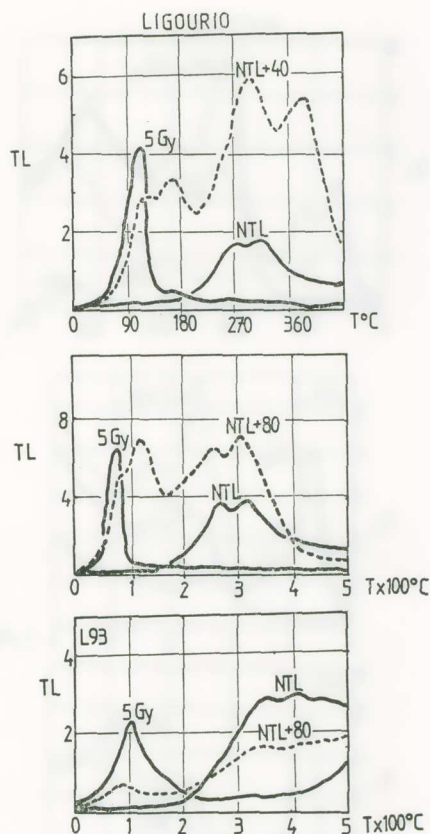 LIGOURIO
6
NTL+40
5Gy
TL
4
NTL
2
0 90 180 270 360 T°C
8
5Gy
NTL+80
TL
NTL
4
0 1 2 3 4 5 Tx100°C
L93
4
TL
NTL
5Gy
2
NTL+80
0
0 1 2 3 4 5 Tx100°C